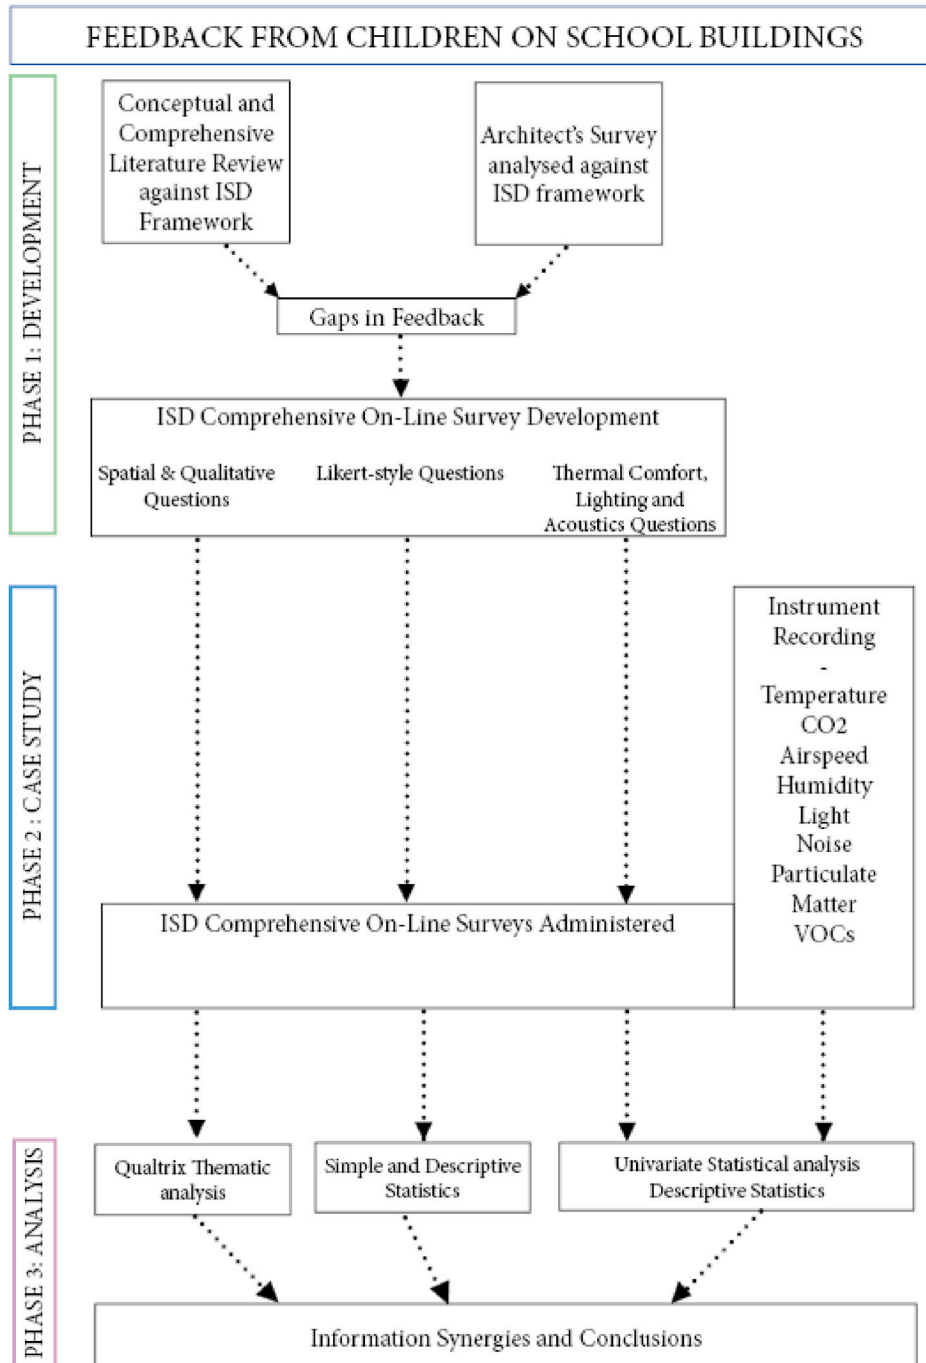 FEEDBACK FROM CHILDREN ON SCHOOL BUILDINGS
PHASE 1: DEVELOPMENT
Conceptual and
Comprehensive
Literature Review
against ISD
Framework
Architect's Survey
analysed against
ISD framework
Gaps in Feedback
ISD Comprehensive On-Line Survey Development
Spatial & Qualitative
Questions
Likert-style Questions
Thermal Comfort,
Lighting and
Acoustics Questions
PHASE 2 : CASE STUDY
Instrument
Recording
-
Temperature
CO2
Airspeed
Humidity
Light
Noise
Particulate
Matter
VOCs
ISD Comprehensive On-Line Surveys Administered
PHASE 3: ANALYSIS
Qualtrix Thematic
analysis
Simple and Descriptive
Statistics
Univariate Statistical analysis
Descriptive Statistics
Information Synergies and Conclusions